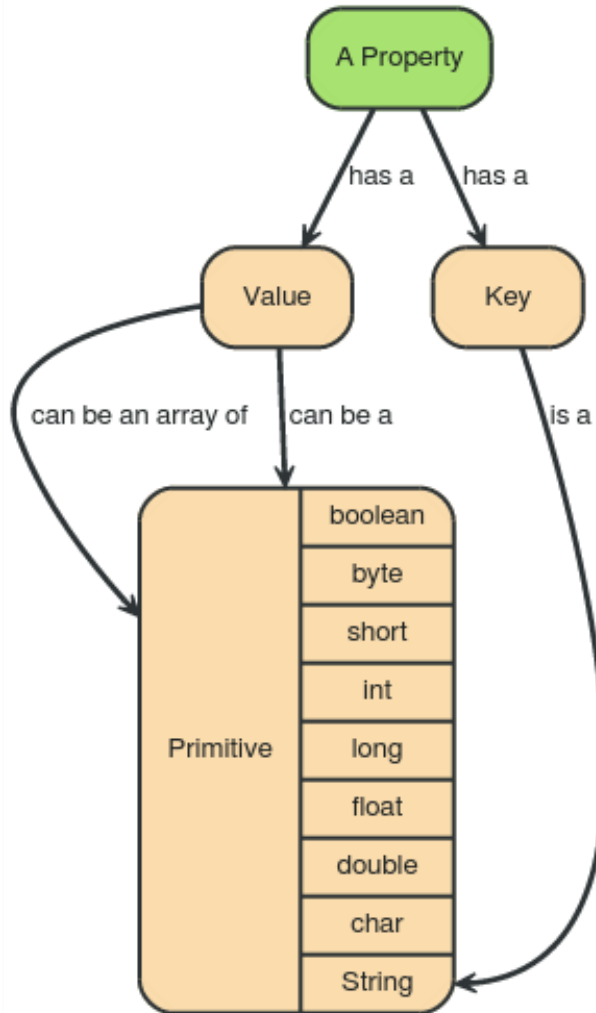 A Property
has a
has a
Value
Key
can be an array of
can be a
is a
Primitive
boolean
byte
short
int
long
float
double
char
String